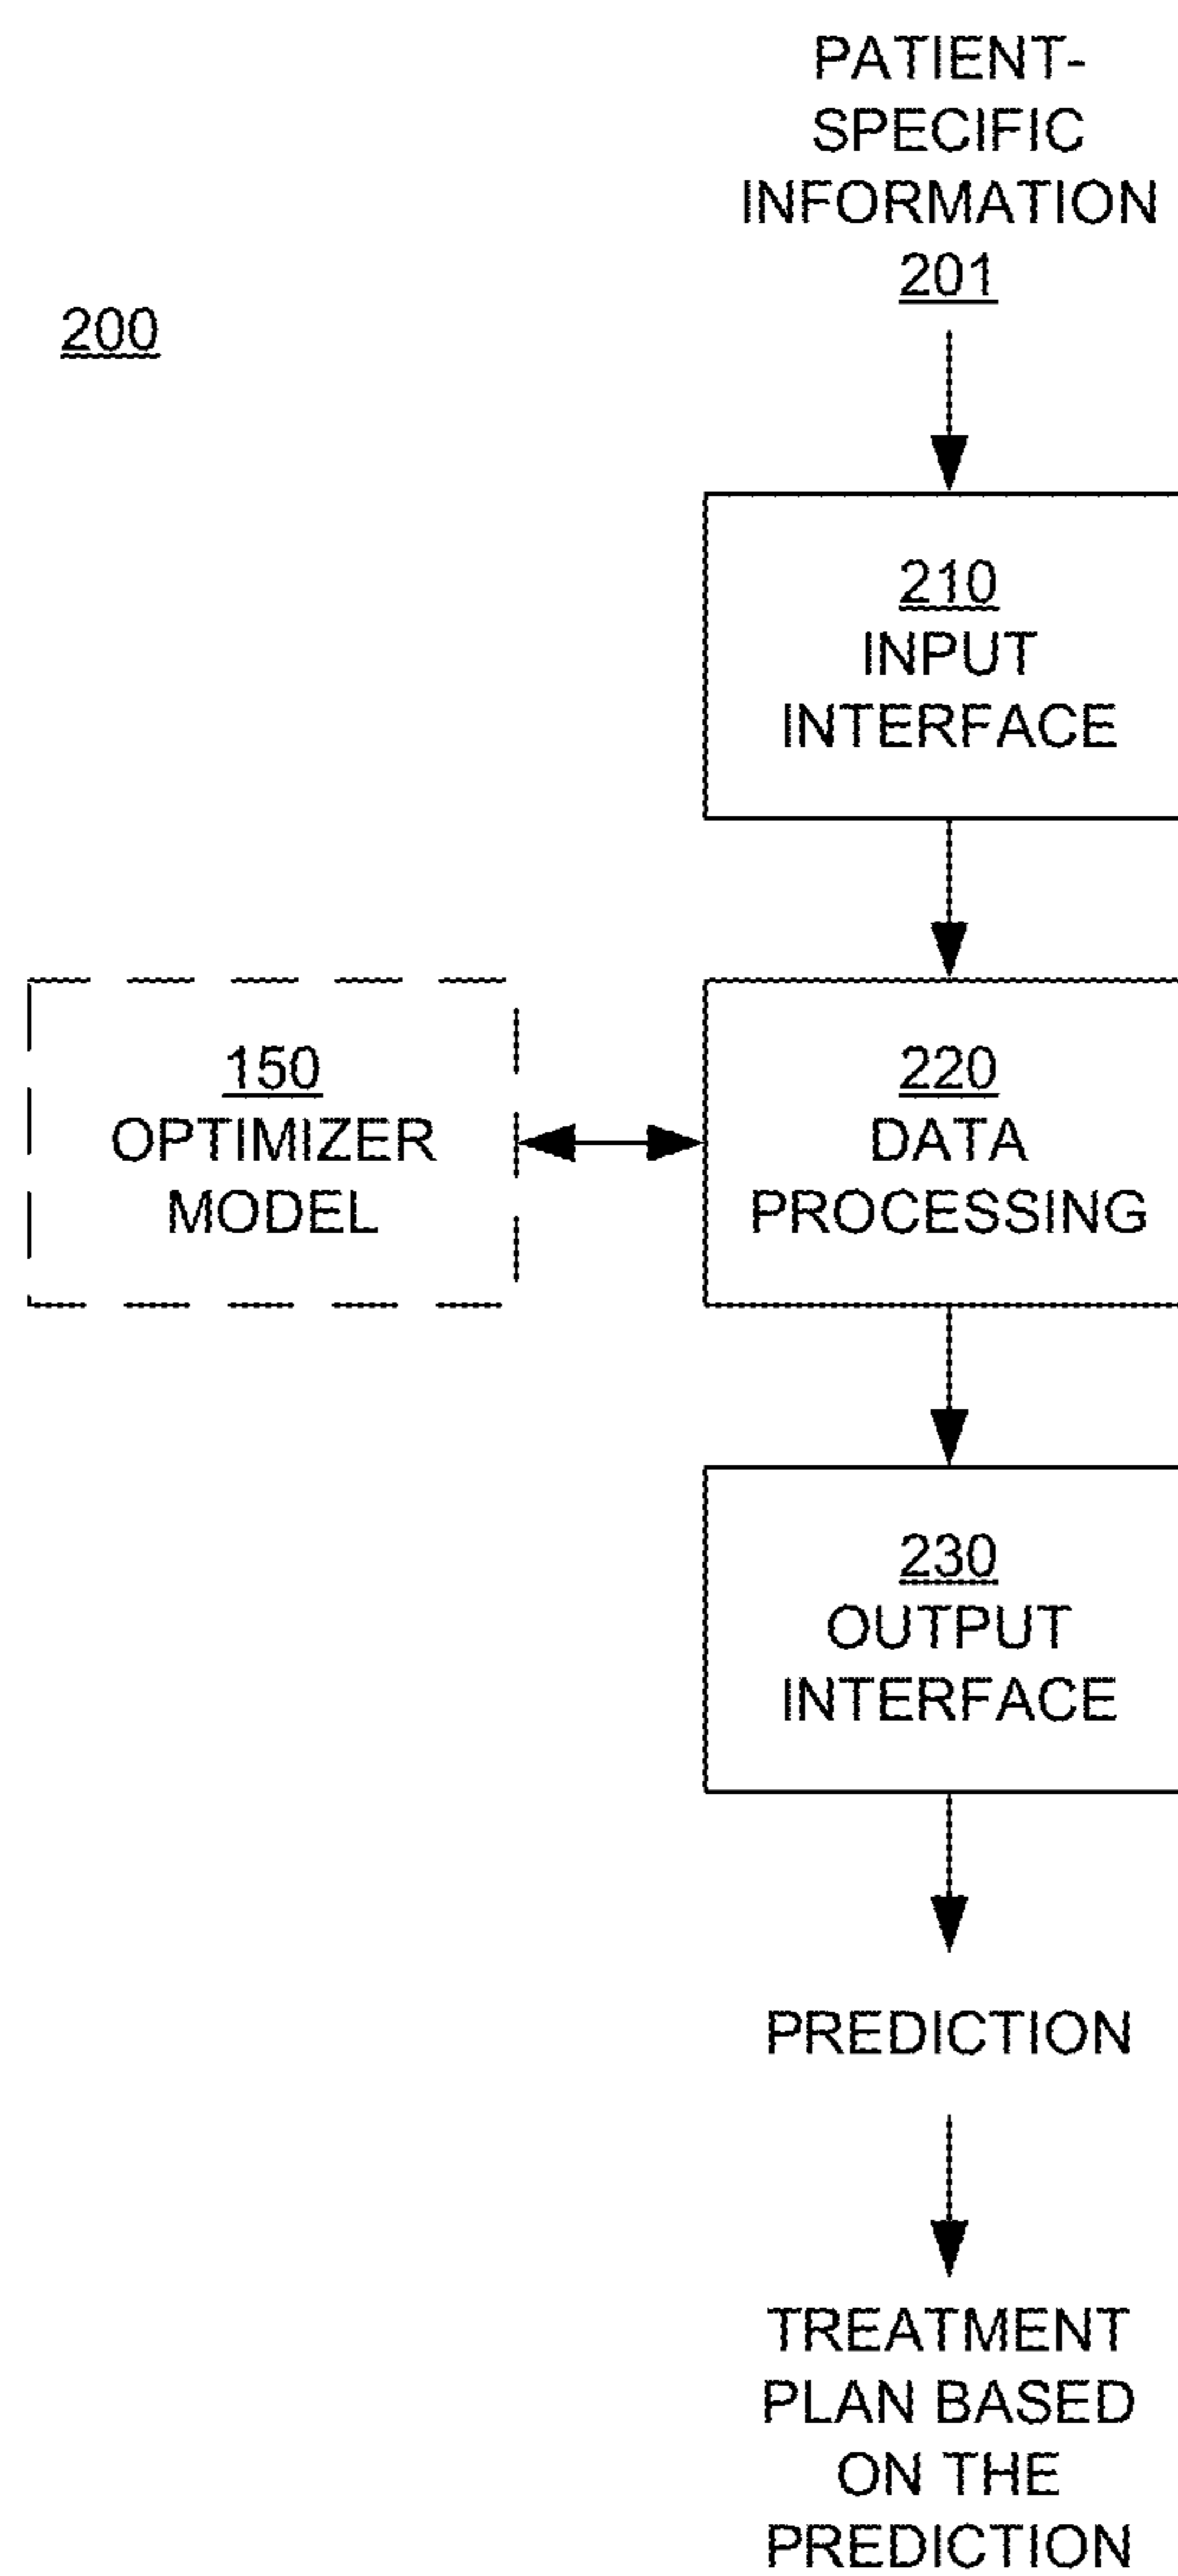 PATIENT-
SPECIFIC
INFORMATION
201
200
210
INPUT
INTERFACE
150
OPTIMIZER
MODEL
220
DATA
PROCESSING
230
OUTPUT
INTERFACE
PREDICTION
TREATMENT
PLAN BASED
ON THE
PREDICTION